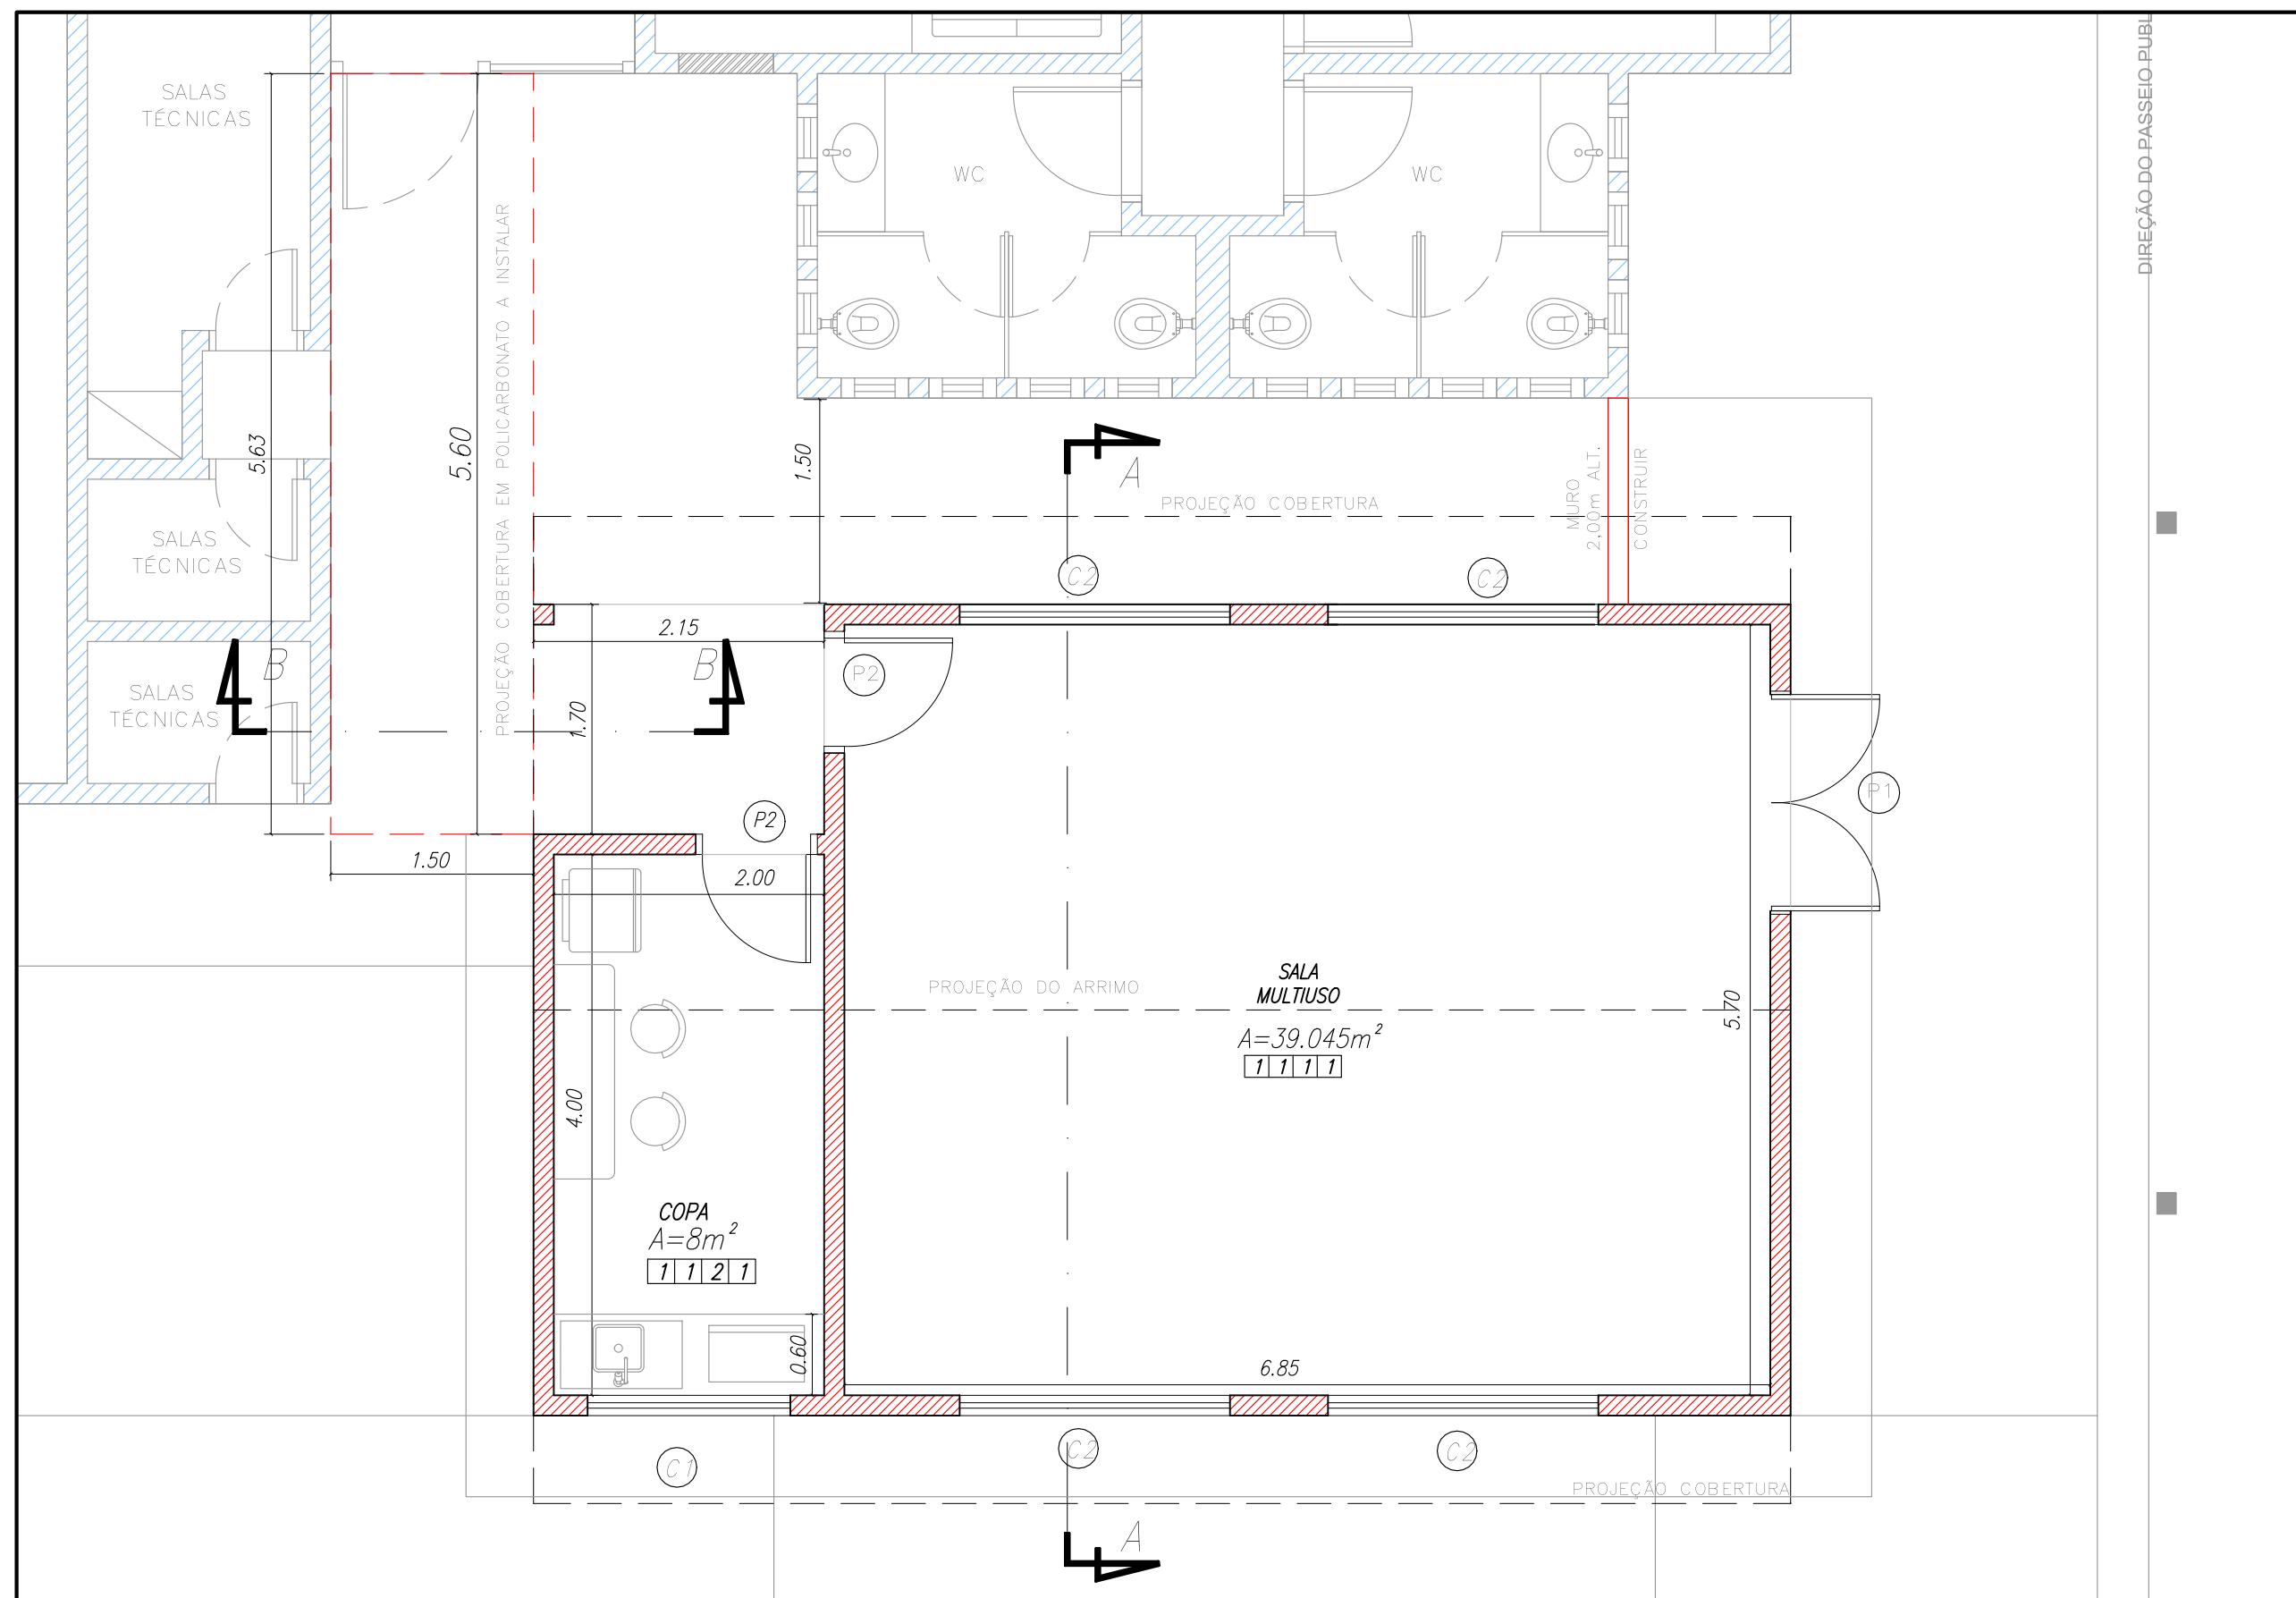 SALAS
TÉCNICAS
WC
WC
DIREÇÃO DO PASSEIO PUBL
PROJEÇÃO COBERTURA EM POLICARBONATO A INSTALAR
5.63
5.60
1.50
A
PROJEÇÃO COBERTURA
MURO
2,00m ALT.
CONSTRUIR
SALAS
TÉCNICAS
C2
C2
2.15
B
B
P2
SALAS
TÉCNICAS
1.70
P1
P2
1.50
2.00
PROJEÇÃO DO ARRIMO
SALA
MULTIUSO
A=39.045m²
1 1 1 1
5.70
4.00
COPA
A=8m²
1 1 2 1
0.60
6.85
C1
C2
C2
PROJEÇÃO COBERTURA
A